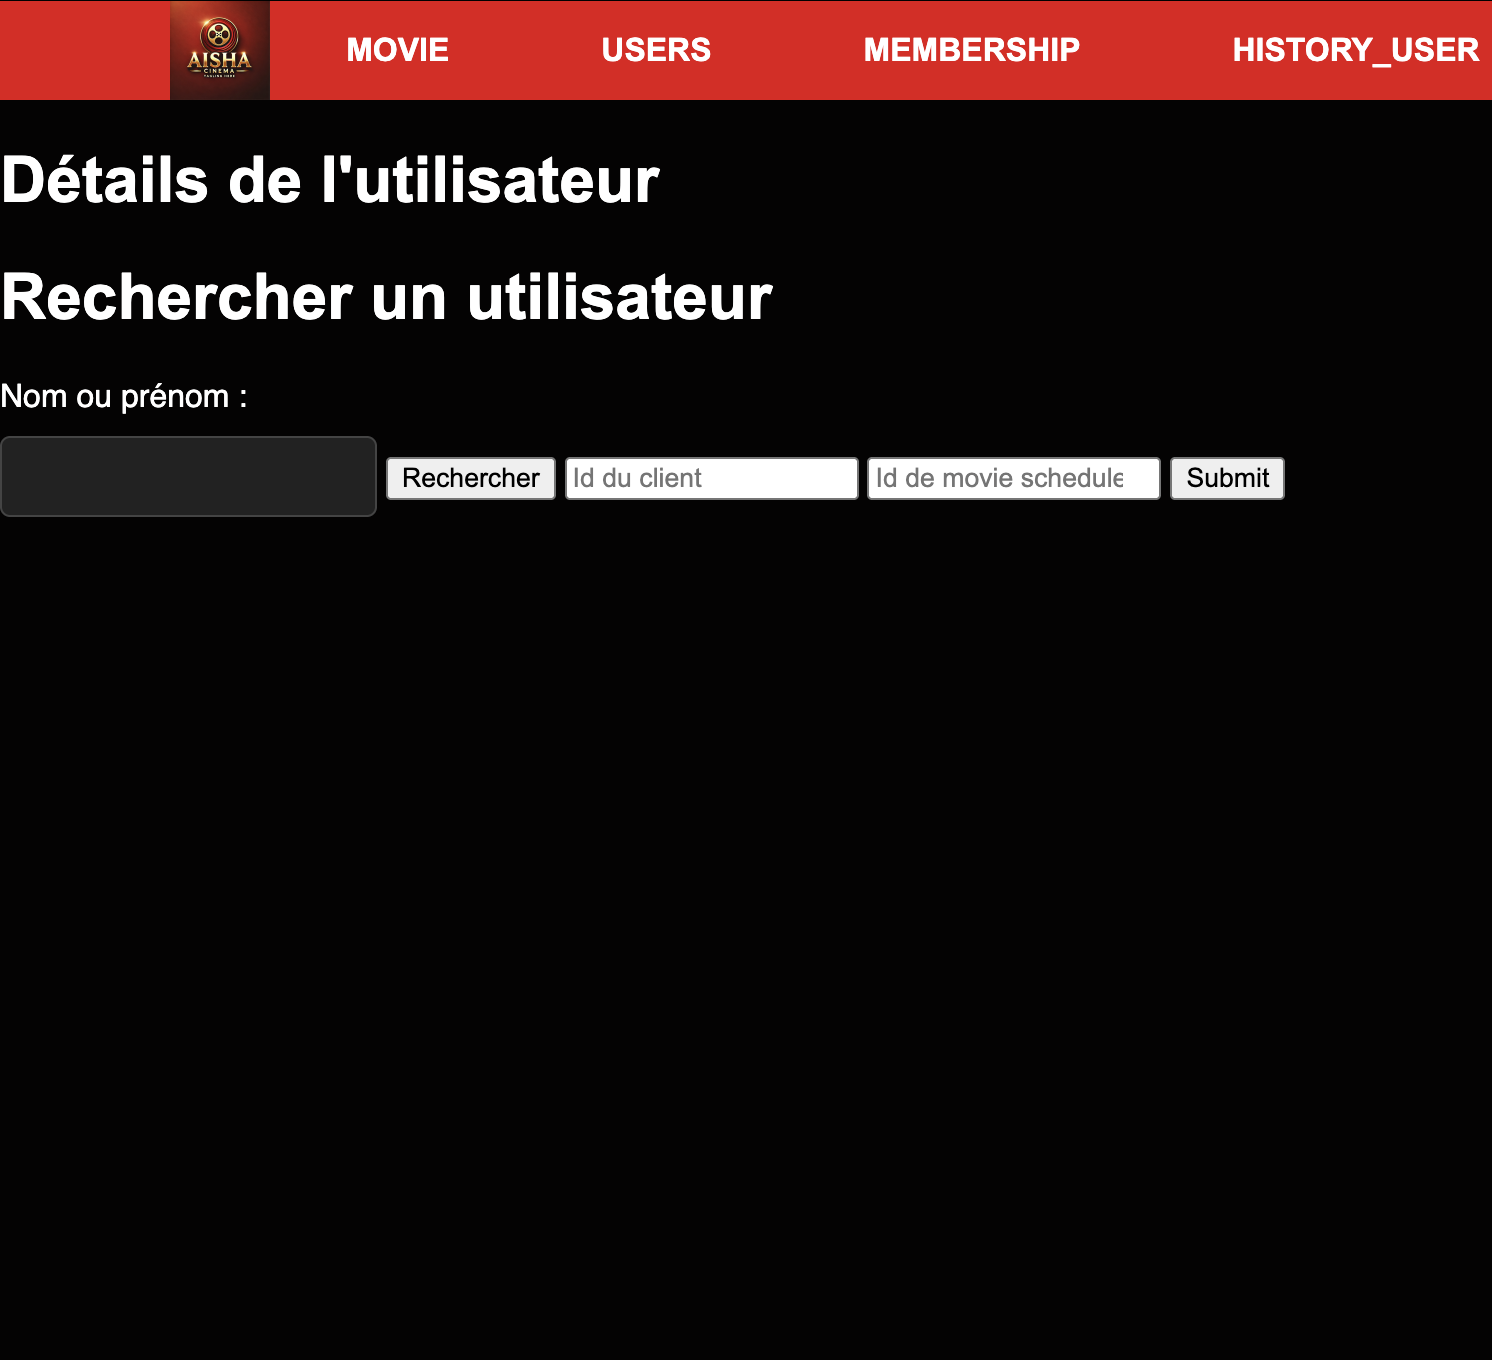 AISHA
CINEMA
MOVIE USERS MEMBERSHIP HISTORY_USER
Détails de l'utilisateur
Rechercher un utilisateur
Nom ou prénom :
Rechercher Id du client Id de movie schedule Submit